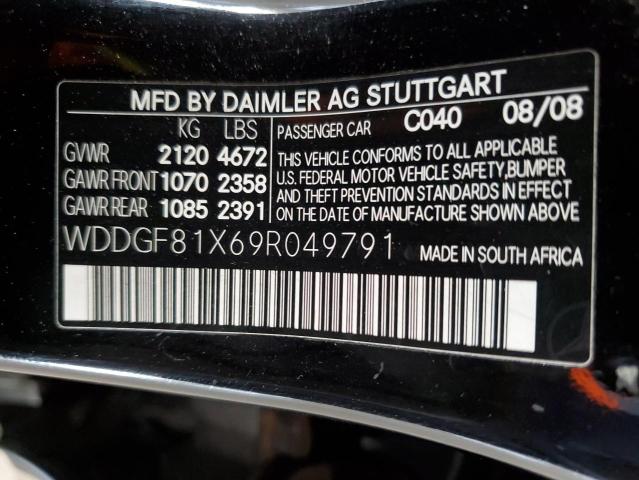 MFD BY DAIMLER AG STUTTGART
KG LBS PASSENGER CAR C040 08/08
GVWR 2120 4672
GAWR FRONT 1070 2358
GAWR REAR 1085 2391
THIS VEHICLE CONFORMS TO ALL APPLICABLE
U.S. FEDERAL MOTOR VEHICLE SAFETY,BUMPER
AND THEFT PREVENTION STANDARDS IN EFFECT
ON THE DATE OF MANUFACTURE SHOWN ABOVE
WDDGF81X69R049791 MADE IN SOUTH AFRICA